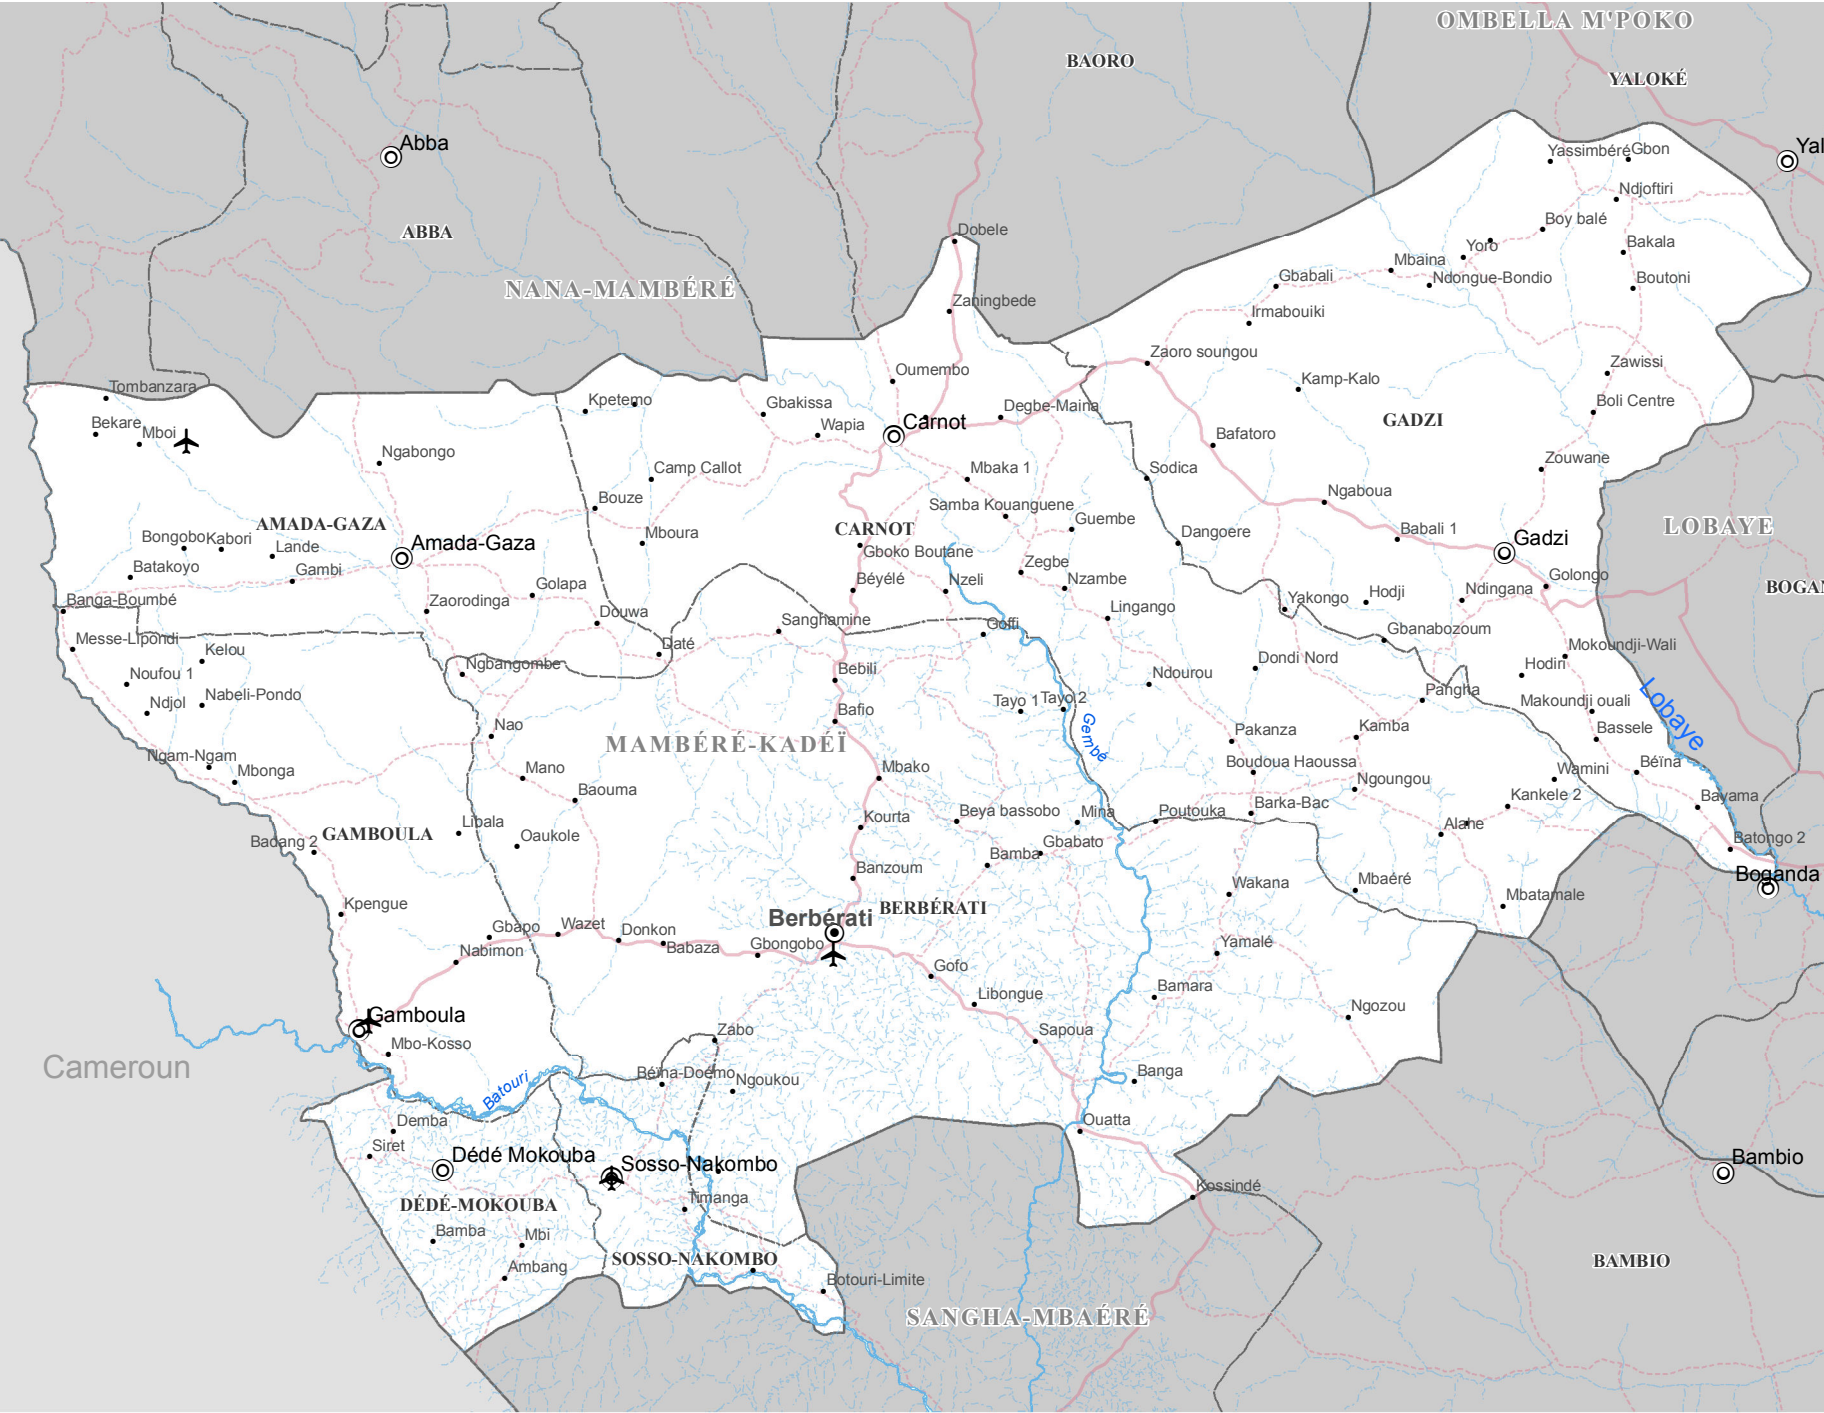 OMBELLA M'POKO
BAORO
YALOKÉ
Abba
Yal
Yassimbéré
Gbon
Ndjoftiri
ABBA
Dobele
Boy balé
Yoro
Bakala
Mbaina
NANA-MAMBÉRÉ
Gbabali
Ndongue-Bondio
Boutoni
Zaningbede
Irmabouiki
Zaoro soungou
Oumembo
Zawissi
Tombanzara
Kpetemo
Gbakissa
Degbe-Maina
Kamp-Kalo
Boli Centre
Bekare
Mboi
Wapia
Carnot
GADZI
Bafatoro
Ngabongo
Camp Callot
Mbaka 1
Sodica
Zouwane
Bouze
Samba Kouanguene
Ngaboua
AMADA-GAZA
Mboura
CARNOT
Guembe
Dangoere
Babali 1
LOBAYE
Bongobo
Kabori
Lande
Amada-Gaza
Gboko Boutane
Gadzi
Batakoyo
Gambi
Golapa
Béyélé
Nzeli
Zegbe
Nzambe
Golongo
BOGAN
Banga-Boumbé
Zaorodinga
Douwa
Sanghamine
Lingango
Yakongo
Hodji
Ndingana
Messe-Lipondi
Kelou
Daté
Goffi
Gbanabozoum
Mokoundji-Wali
Noufou 1
Ngbangombe
Bebili
Ndourou
Dondi Nord
Hodiri
Ndjol
Nabeli-Pondo
Bafio
Tayo 1
Tayo 2
Pangha
Makoundji ouali
Lobaye
Nao
MAMBÉRÉ-KADÉÏ
Gembé
Pakanza
Kamba
Bassele
Ngam-Ngam
Mbonga
Mano
Mbako
Boudoua Haoussa
Ngoungou
Wamini
Béïna
Baouma
Beya bassobo
Mina
Poutouka
Barka-Bac
Kankele 2
Bayama
GAMBOULA
Libala
Kourta
Alahe
Badang 2
Oaukole
Bamba
Gbabato
Batongo 2
Banzoum
Wakana
Mbaéré
Boganda
Kpengue
Berbérati
BERBÉRATI
Mbatamale
Gbapo
Wazet
Donkon
Babaza
Gbongobo
Yamalé
Nabimon
Gofo
Bamara
Libongue
Ngozou
Gamboula
Zabo
Sapoua
Mbo-Kosso
Cameroun
Batouri
Béïna-Doémo
Ngoukou
Banga
Demba
Ouatta
Siret
Dédé Mokouba
Sosso-Nakombo
Bambio
DÉDÉ-MOKOUBA
Timanga
Kossindé
Bamba
Mbi
SOSSO-NAKOMBO
BAMBIO
Ambang
Botouri-Limite
SANGHA-MBAÉRÉ